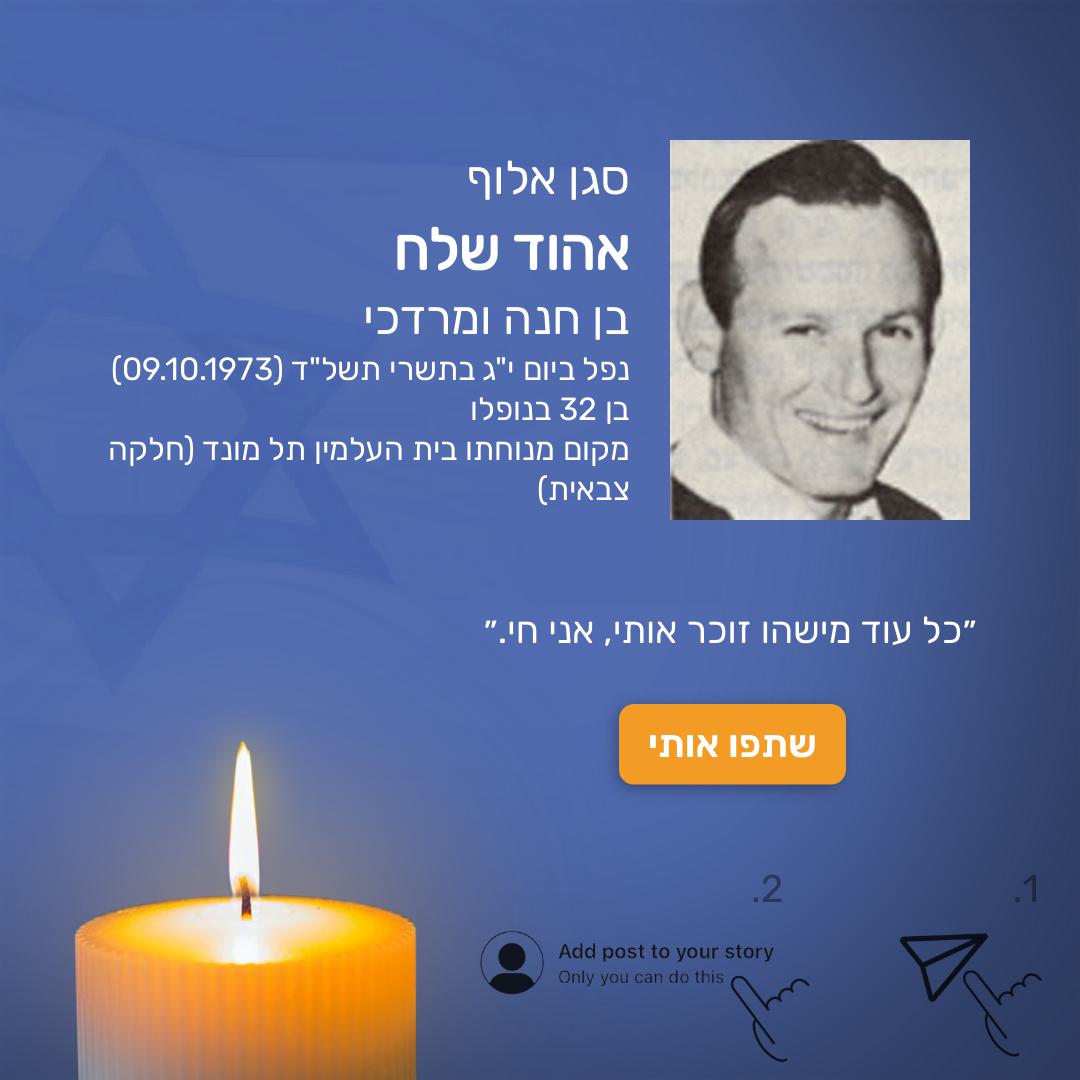 סגן אלוף
אהוד שלח
בן חנה ומרדכי
נפל ביום י"ג בתשרי תשל"ד (09.10.1973)
בן 32 בנופלו
מקום מנוחתו בית העלמין תל מונד (חלקה
צבאית)
״כל עוד מישהו זוכר אותי, אני חי.״
שתפו אותי
1.
2.
Add post to your story
Only you can do this